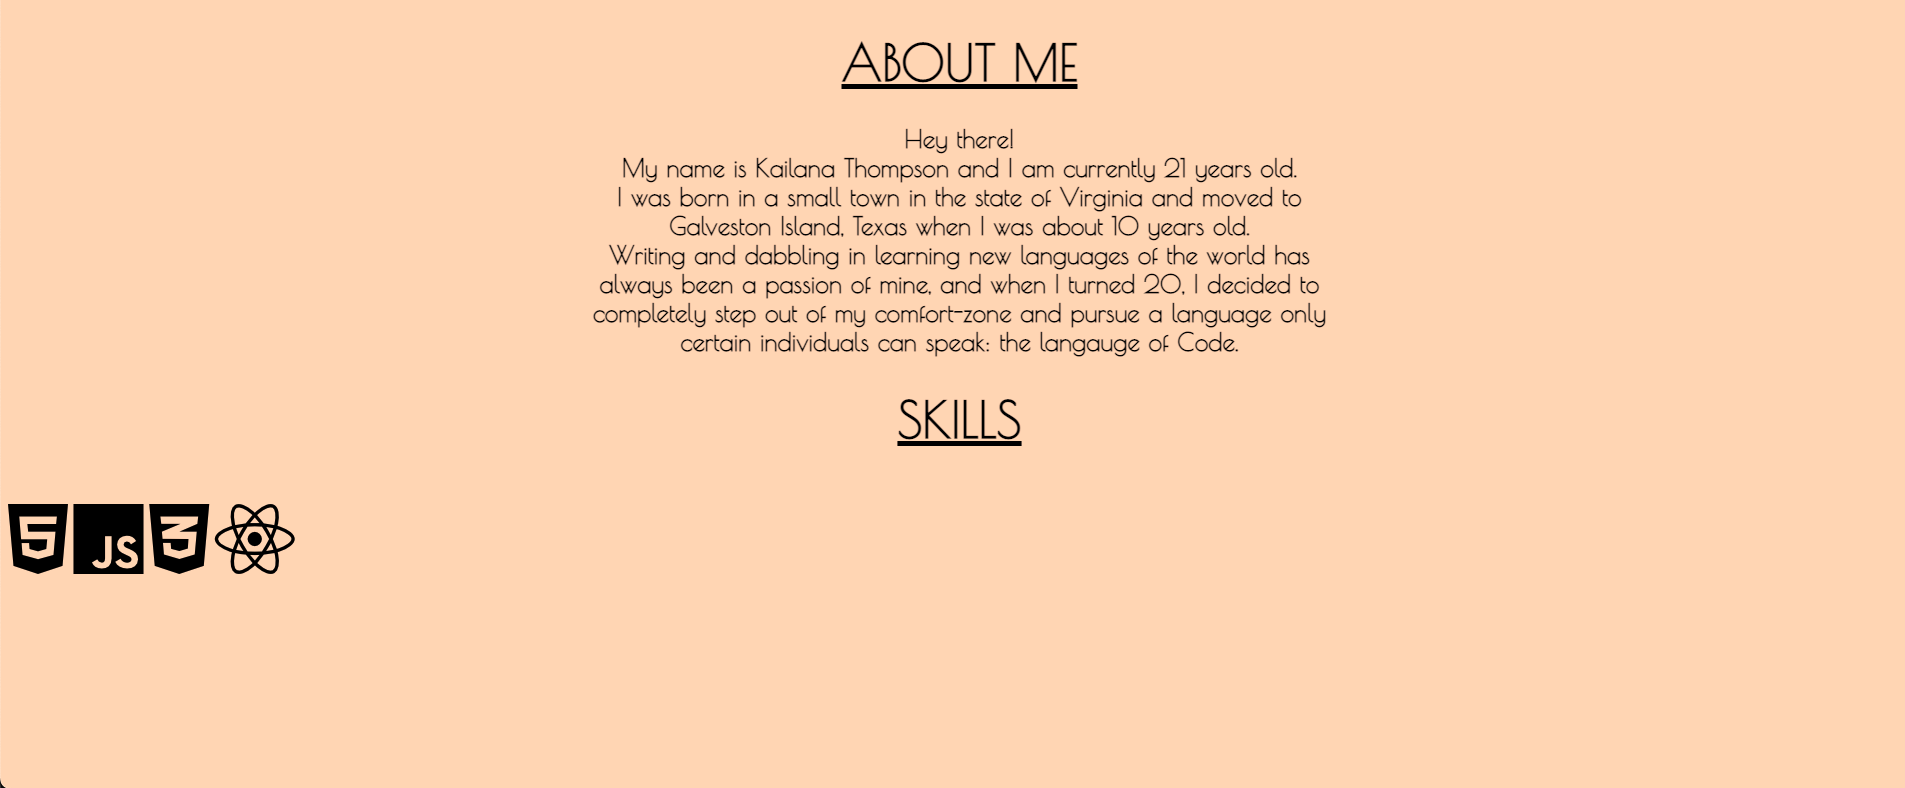 ABOUT ME
Hey there!
My name is Kailana Thompson and I am currently 21 years old.
I was born in a small town in the state of Virginia and moved to
Galveston Island, Texas when I was about 10 years old.
Writing and dabbling in learning new languages of the world has
always been a passion of mine, and when I turned 20, I decided to
completely step out of my comfort-zone and pursue a language only
certain individuals can speak: the langauge of Code.
SKILLS
5 JS 3